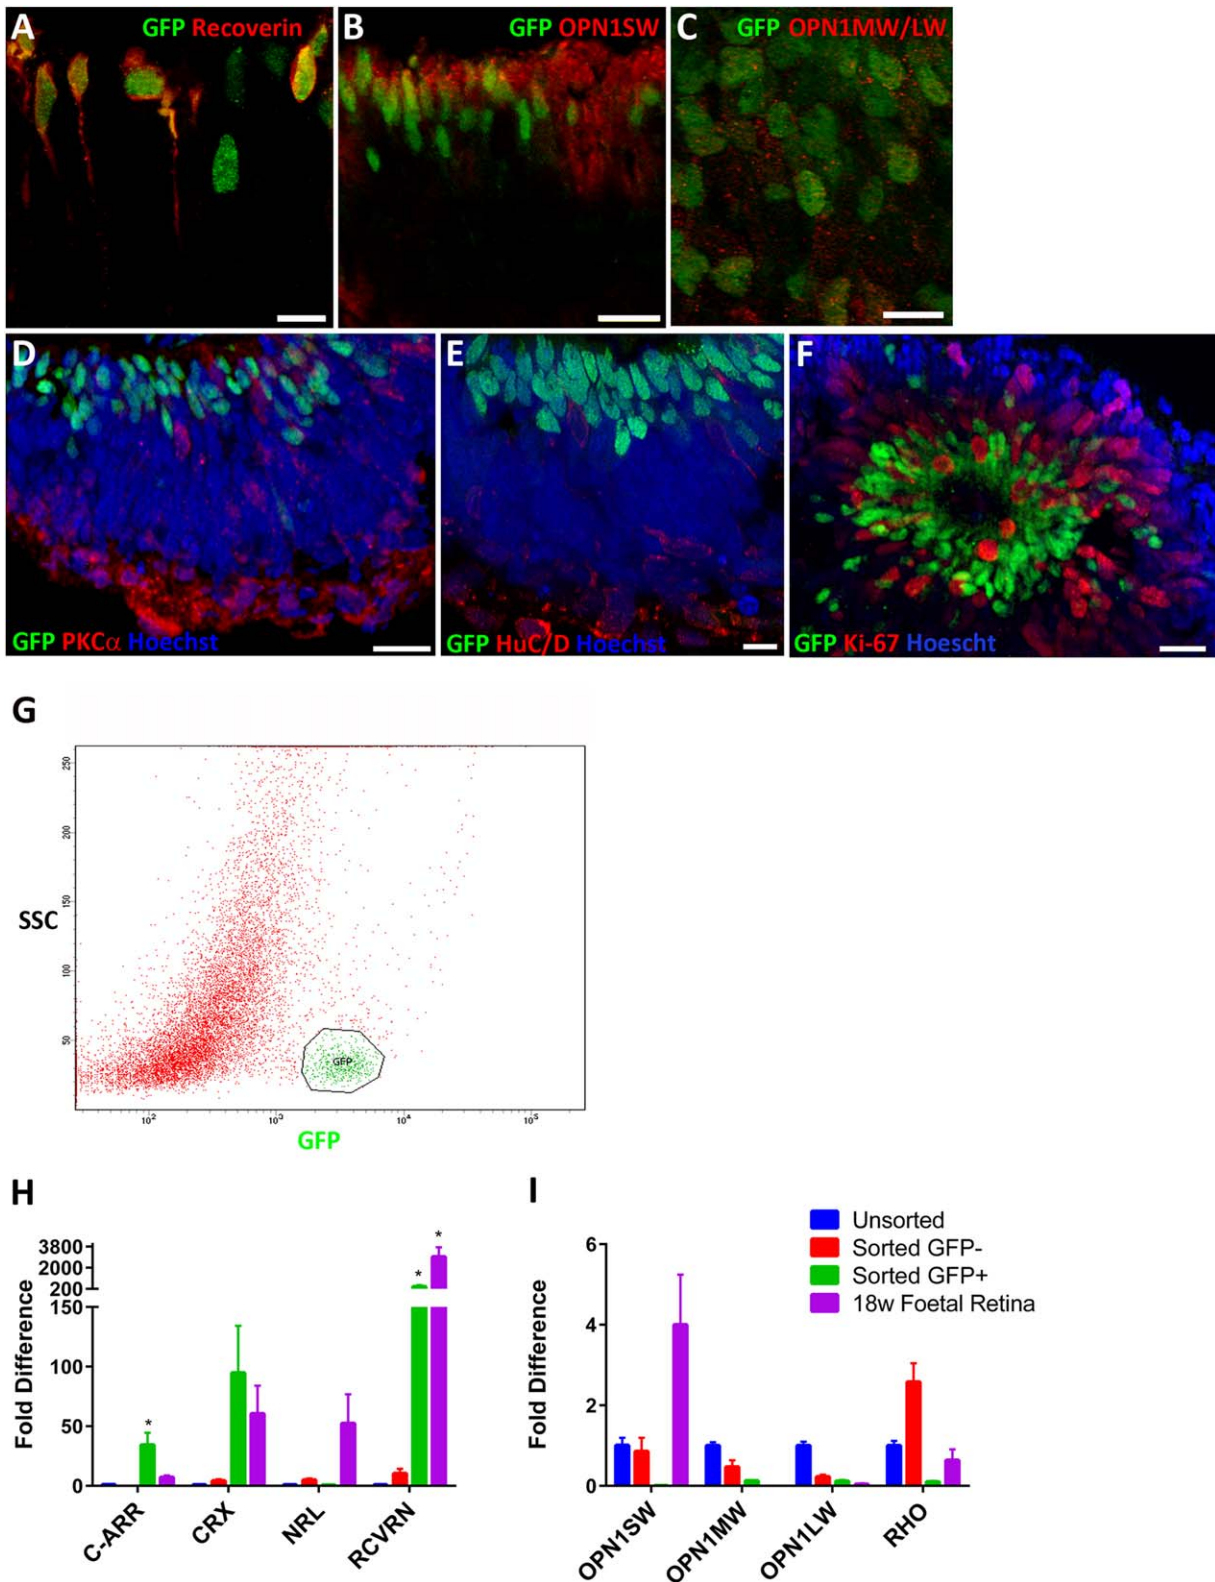 A
GFP Recoverin
B
GFP OPN1SW
C
GFP OPN1MW/LW
D
GFP PKCα Hoechst
E
GFP HuC/D Hoechst
F
GFP Ki-67 Hoescht
G
250
200
150
100
50
SSC
GFP
10²
10³
10⁴
10⁵
GFP
H
3800
2000
200
150
100
50
0
Fold Difference
*
*
*
C-ARR
CRX
NRL
RCVRN
I
6
4
2
0
Fold Difference
Unsorted
Sorted GFP-
Sorted GFP+
18w Foetal Retina
OPN1SW
OPN1MW
OPN1LW
RHO